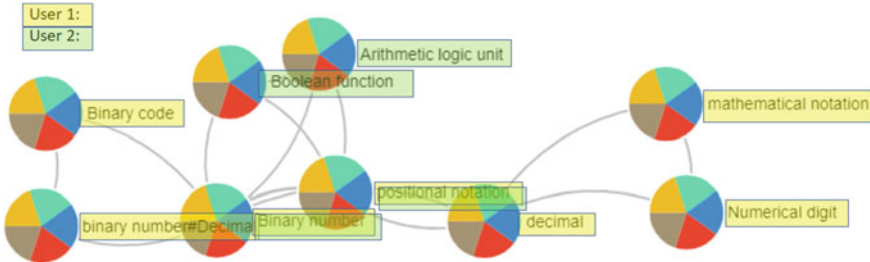 User 1:
User 2:
Arithmetic logic unit
Boolean function
Binary code
mathematical notation
positional notation
binary number#Decima
Binary number
decimal
Numerical digit